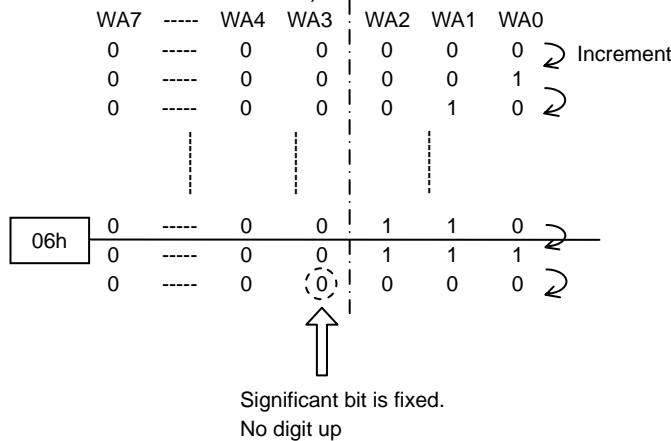 WA7 ----- WA4 WA3 WA2 WA1 WA0
0 ----- 0 0 0 0 0 Increment
0 ----- 0 0 0 0 1
0 ----- 0 0 0 1 0
06h 0 ----- 0 0 1 1 0
0 ----- 0 0 1 1 1
0 ----- 0 0 0 0 0
Significant bit is fixed.
No digit up